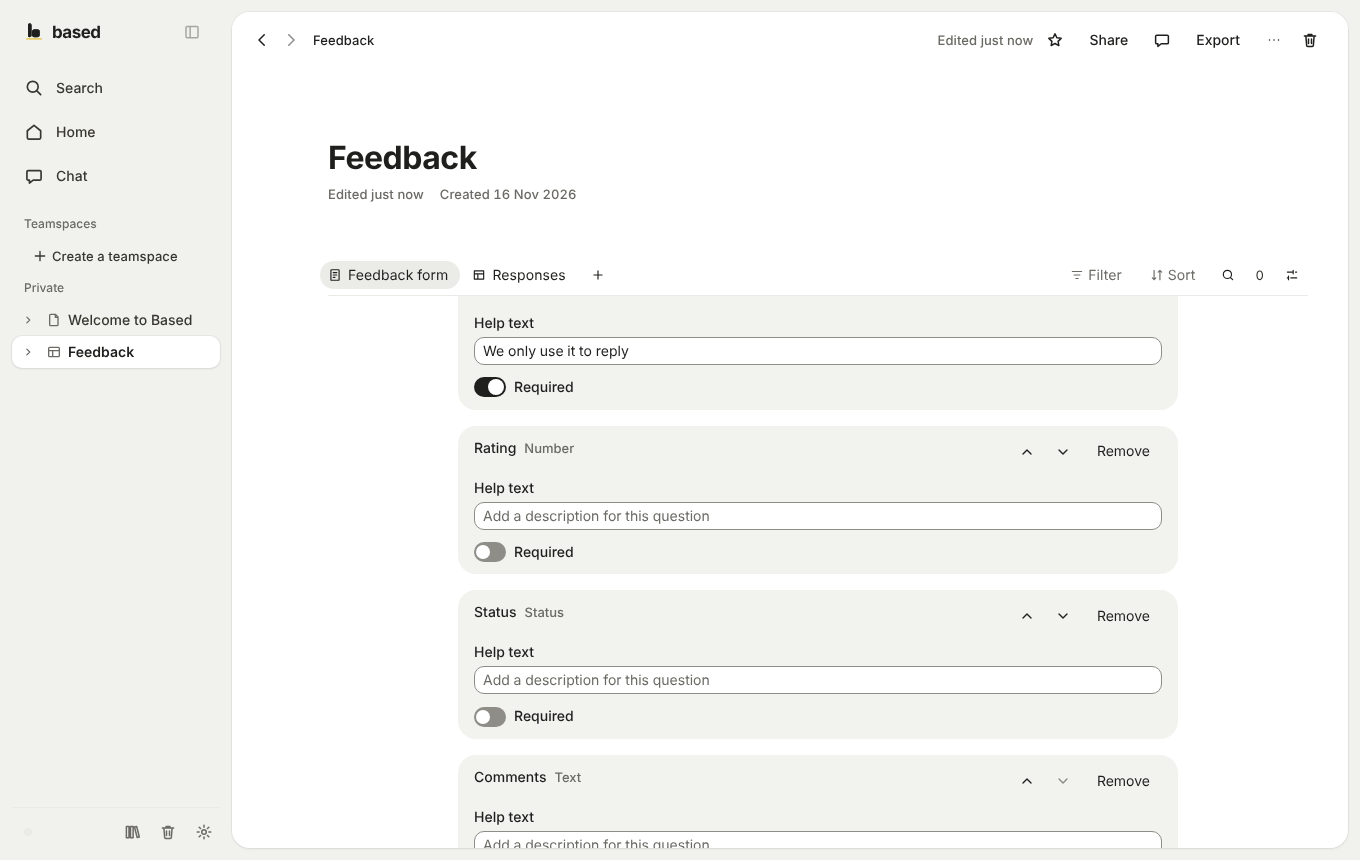 based
Search
Home
Chat
Teamspaces
Create a teamspace
Private
Welcome to Based
Feedback
Feedback
Edited just now
Share
Export
Feedback
Edited just now Created 16 Nov 2026
Feedback form
Responses
Filter
Sort
0
Help text
We only use it to reply
Required
Rating Number
Remove
Help text
Add a description for this question
Required
Status Status
Remove
Help text
Add a description for this question
Required
Comments Text
Remove
Help text
Add a description for this question